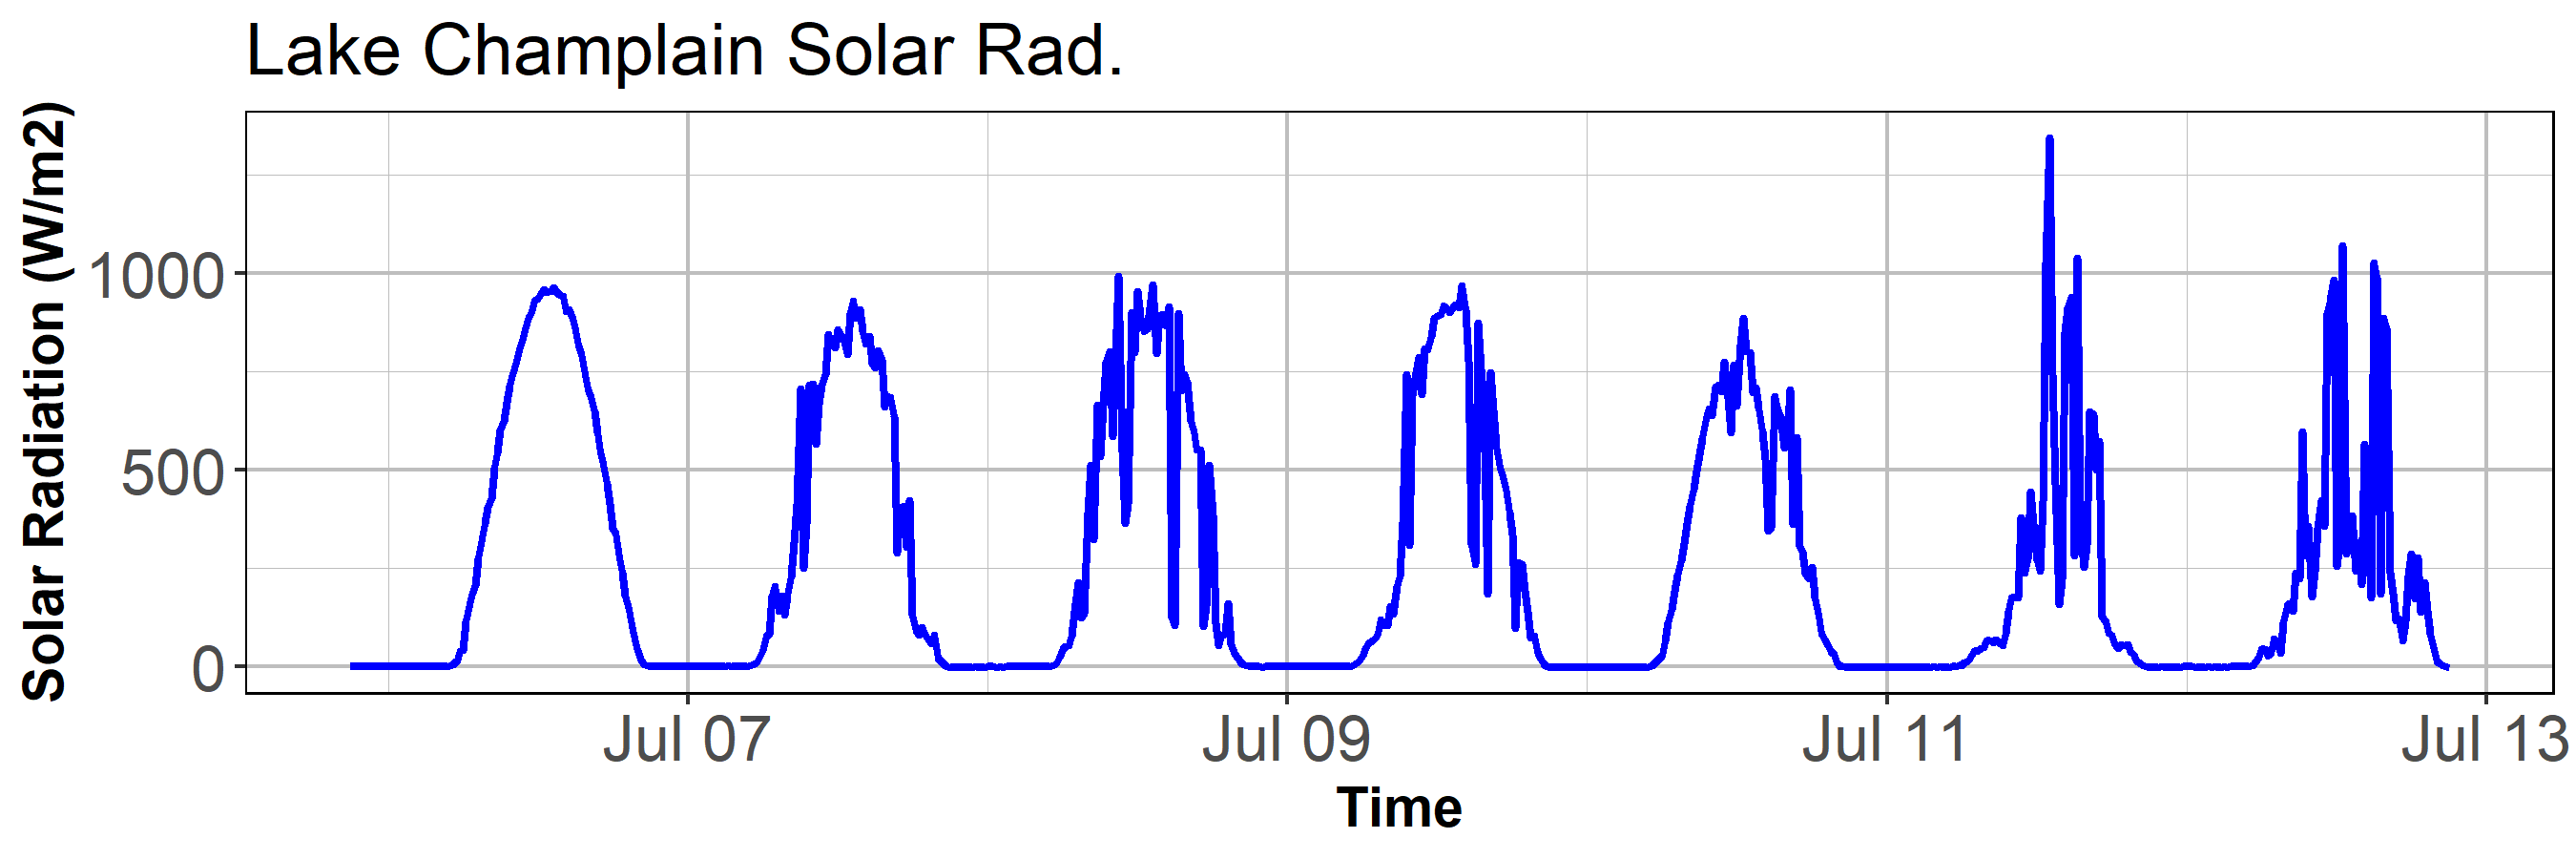 Lake Champlain Solar Rad.
Solar Radiation (W/m2)
1000
500
0
Jul 07
Jul 09
Jul 11
Jul 13
Time